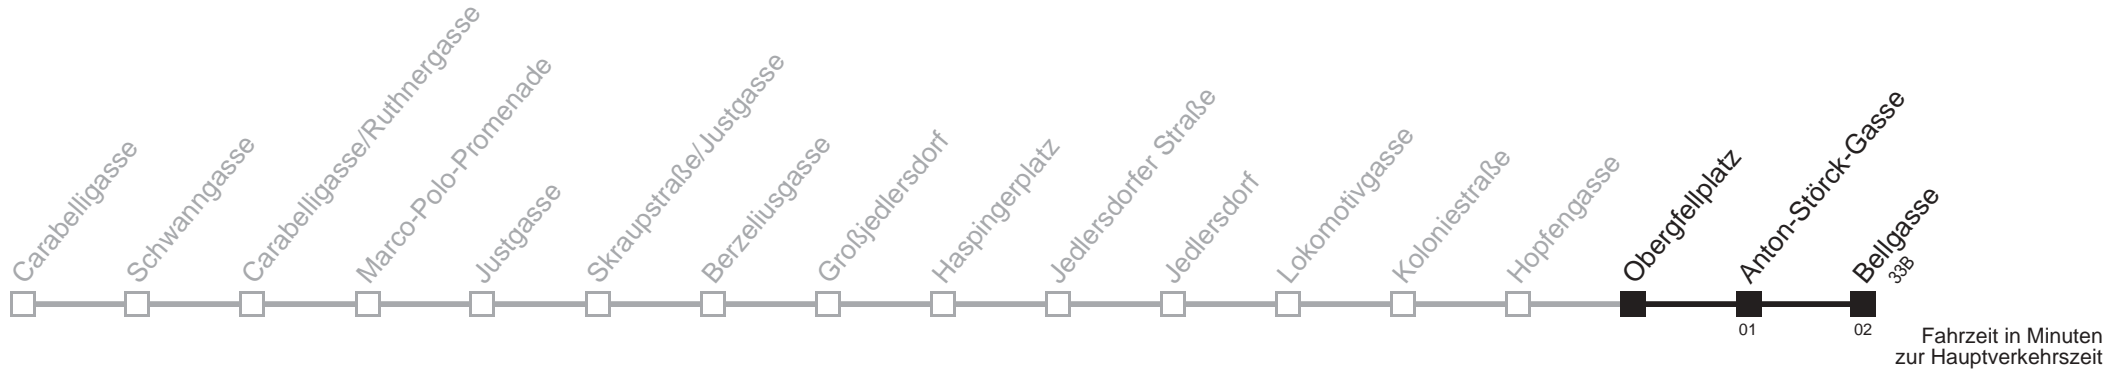 Carabelligasse
Schwanngasse
Carabelligasse/Ruthnergasse
Marco-Polo-Promenade
Justgasse
Skraupstraße/Justgasse
Berzeliusgasse
Großjedlersdorf
Haspingerplatz
Jedlersdorfer Straße
Jedlersdorf
Lokomotivgasse
Koloniestraße
Hopfengasse
Obergfellplatz
Anton-Störck-Gasse
Bellgasse
33B
01
02
Fahrzeit in Minuten
zur Hauptverkehrszeit